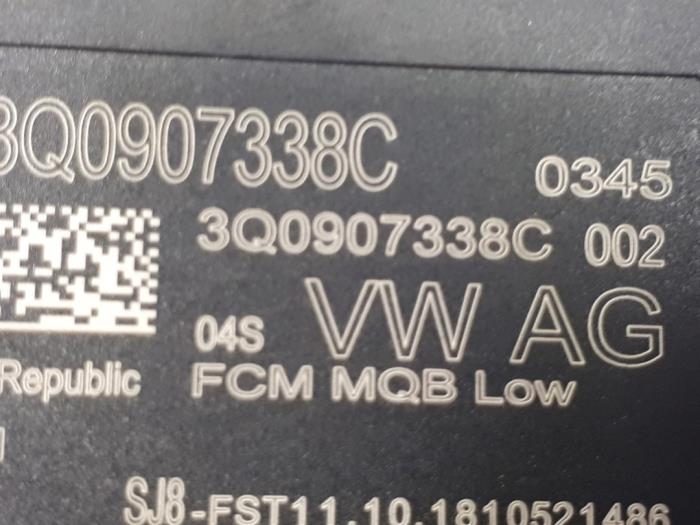 3Q0907338C
0345
3Q0907338C 002
04S VW AG
Republic FCM MQB Low
SJ8-FST11.10.1810521486